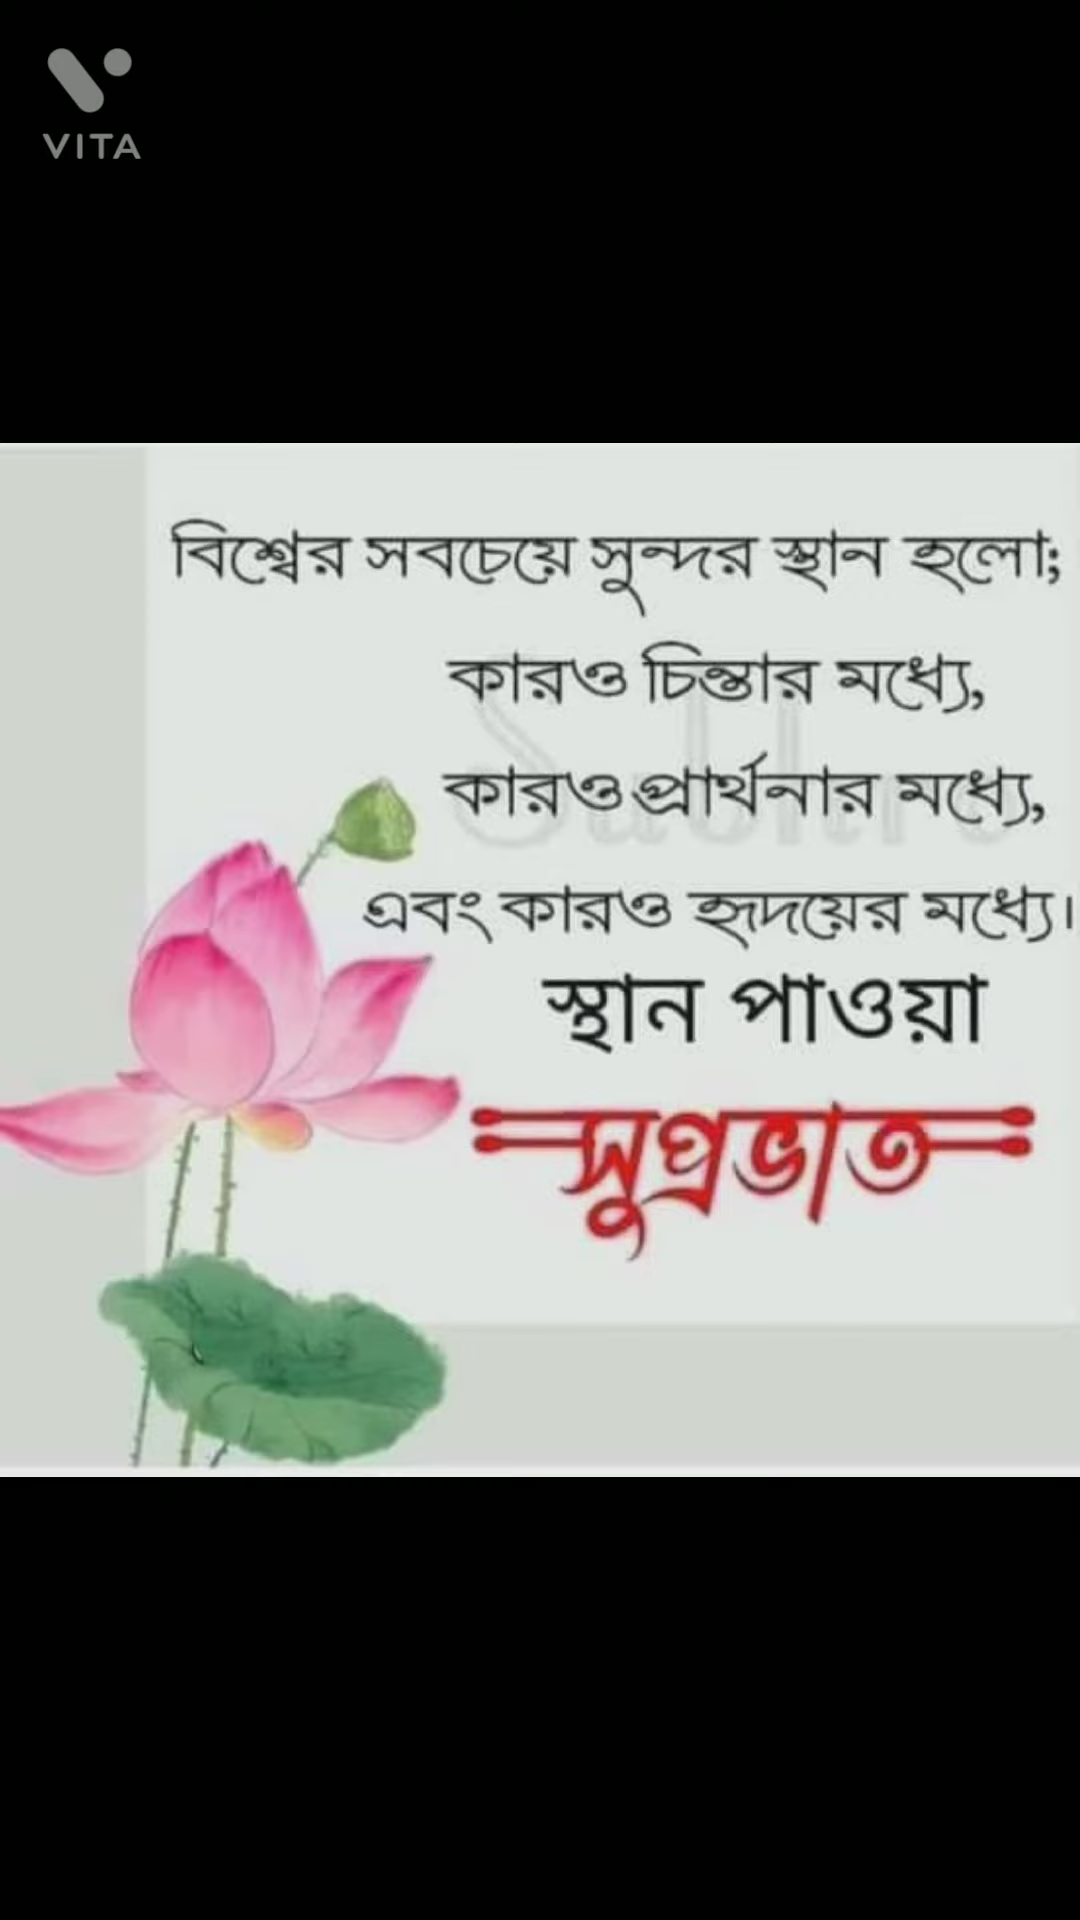 VITA
বিশ্বের সবচেয়ে সুন্দর স্থান হলো;
কারও চিন্তার মধ্যে,
কারও প্রার্থনার মধ্যে,
এবং কারও হৃদয়ের মধ্যে।
স্থান পাওয়া
সুপ্রভাত